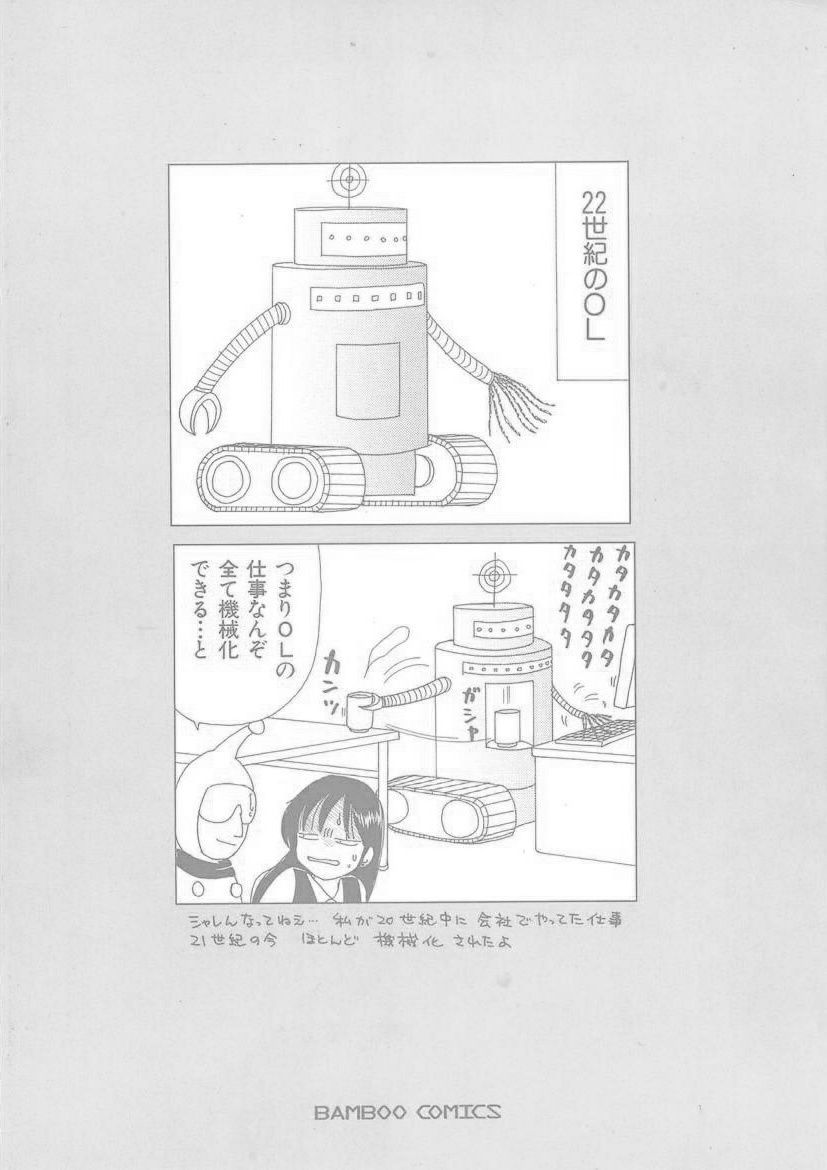 22世紀のOL
カタカタカタ
カタカタタタ
カタタタタ
ガシャ
カンッ
つまりOLの
仕事なんぞ
全て機械化
できる…と
シャレんなってねぇ… 私が20世紀中に 会社でやってた仕事
21世紀の今 ほとんど 機械化 されたよ
BAMBOO COMICS